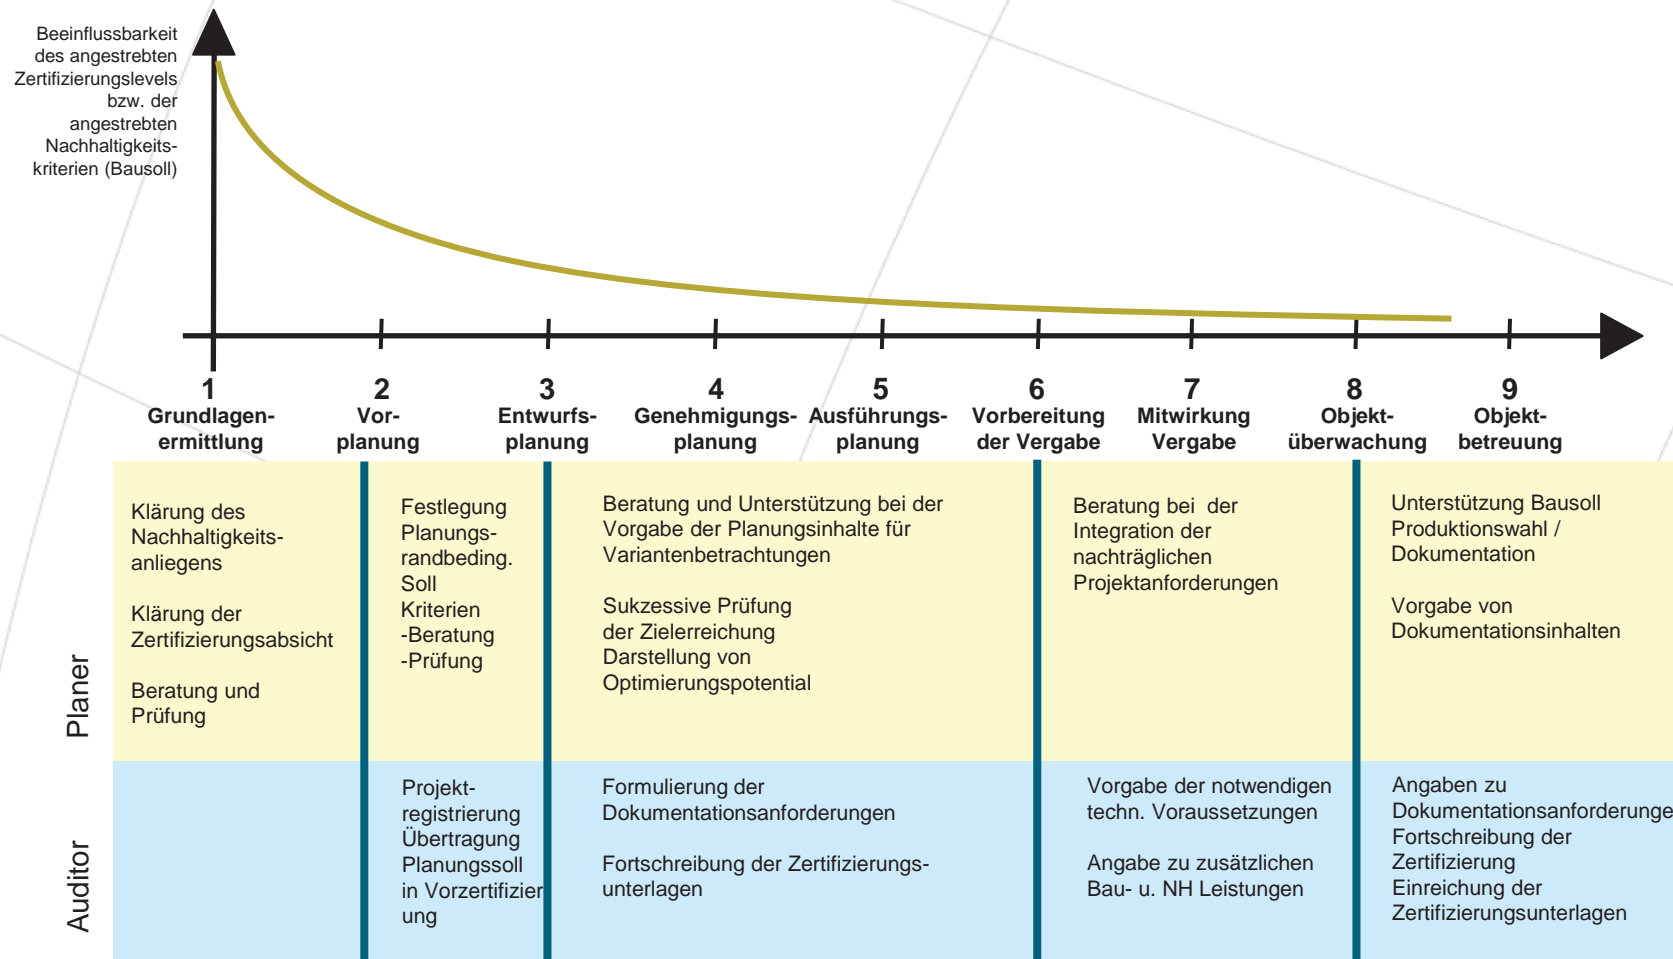 Beeinflussbarkeit
des angestrebten
Zertifizierungslevels
bzw. der
angestrebten
Nachhaltigkeits-
kriterien (Bausoll)
1
Grundlagen-
ermittlung
2
Vor-
planung
3
Entwurfs-
planung
4
Genehmigungs-
planung
5
Ausführungs-
planung
6
Vorbereitung
der Vergabe
7
Mitwirkung
Vergabe
8
Objekt-
überwachung
9
Objekt-
betreuung
Planer
Klärung des
Nachhaltigkeits-
anliegens
Klärung der
Zertifizierungsabsicht
Beratung und
Prüfung
Festlegung
Planungs-
randbeding.
Soll
Kriterien
-Beratung
-Prüfung
Beratung und Unterstützung bei der
Vorgabe der Planungsinhalte für
Variantenbetrachtungen
Sukzessive Prüfung
der Zielerreichung
Darstellung von
Optimierungspotential
Beratung bei der
Integration der
nachträglichen
Projektanforderungen
Unterstützung Bausoll
Produktionswahl /
Dokumentation
Vorgabe von
Dokumentationsinhalten
Auditor
Projekt-
registrierung
Übertragung
Planungssoll
in Vorzertifizier
ung
Formulierung der
Dokumentationsanforderungen
Fortschreibung der Zertifizierungs-
unterlagen
Vorgabe der notwendigen
techn. Voraussetzungen
Angabe zu zusätzlichen
Bau- u. NH Leistungen
Angaben zu
Dokumentationsanforderunge
Fortschreibung der
Zertifizierung
Einreichung der
Zertifizierungsunterlagen